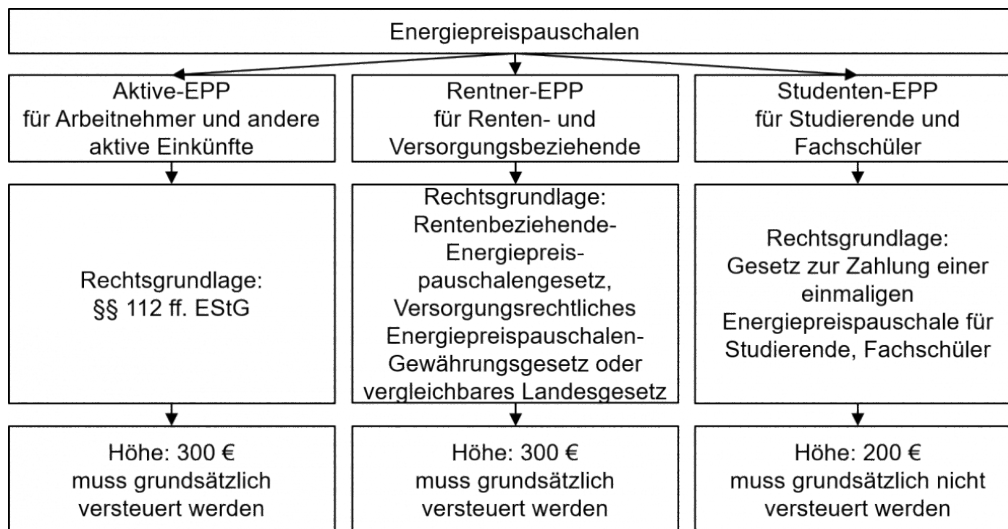 Energiepreispauschalen
Aktive-EPP
für Arbeitnehmer und andere
aktive Einkünfte
Rentner-EPP
für Renten- und
Versorgungsbeziehende
Studenten-EPP
für Studierende und
Fachschüler
Rechtsgrundlage:
§§ 112 ff. EStG
Rechtsgrundlage:
Rentenbeziehende-
Energiepreis-
pauschalengesetz,
Versorgungsrechtliches
Energiepreispauschalen-
Gewährungsgesetz oder
vergleichbares Landesgesetz
Rechtsgrundlage:
Gesetz zur Zahlung einer
einmaligen
Energiepreispauschale für
Studierende, Fachschüler
Höhe: 300 €
muss grundsätzlich
versteuert werden
Höhe: 300 €
muss grundsätzlich
versteuert werden
Höhe: 200 €
muss grundsätzlich nicht
versteuert werden